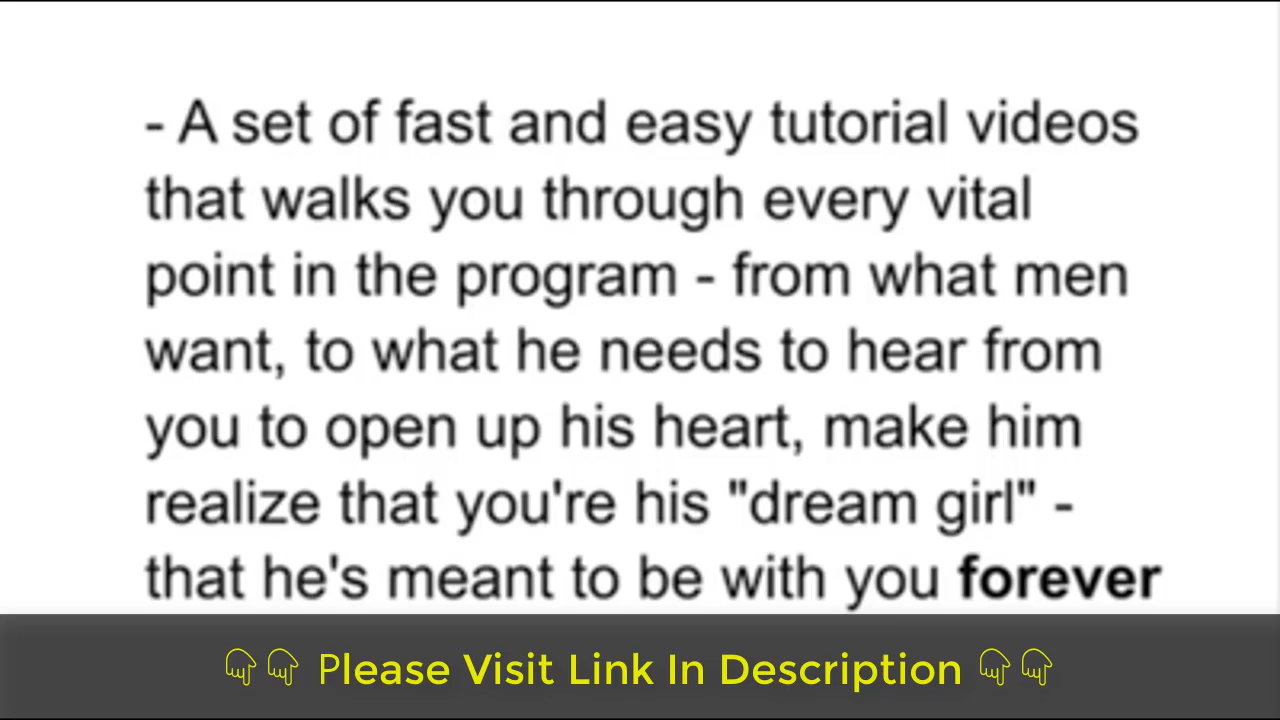 - A set of fast and easy tutorial videos
that walks you through every vital
point in the program - from what men
want, to what he needs to hear from
you to open up his heart, make him
realize that you're his "dream girl" -
that he's meant to be with you forever
👇👇 Please Visit Link In Description 👇👇